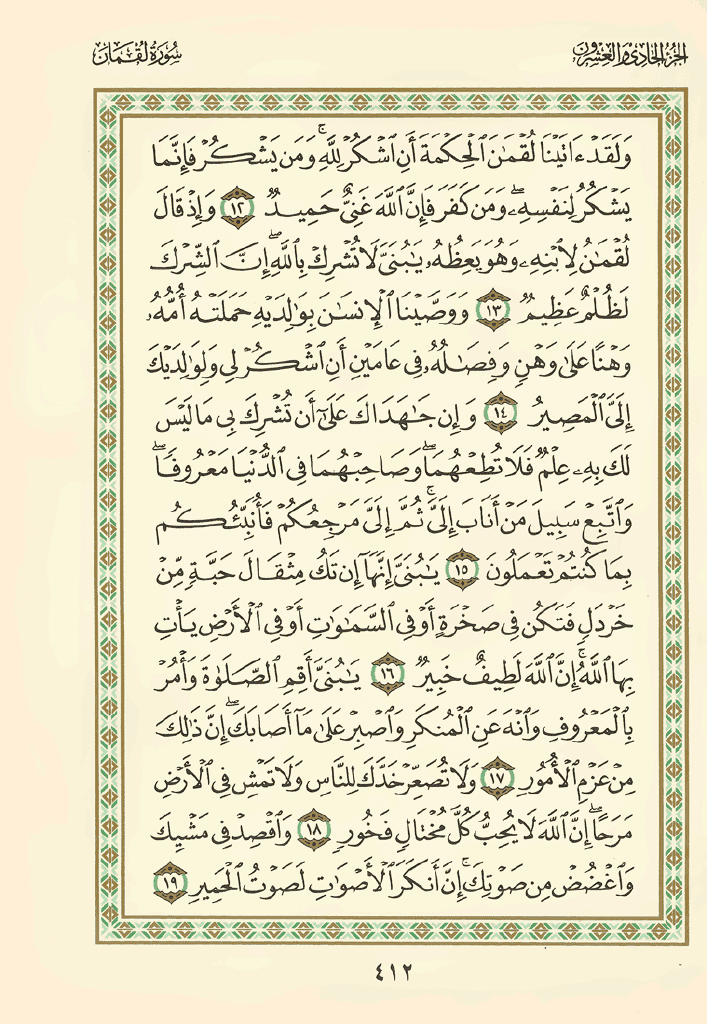 الجزء الحادي والعشرون
سورة لقمان
وَلَقَدْ ءَاتَيْنَا لُقْمَٰنَ ٱلْحِكْمَةَ أَنِ ٱشْكُرْ لِلَّهِ ۚ وَمَن يَشْكُرْ فَإِنَّمَا
يَشْكُرُ لِنَفْسِهِۦ ۖ وَمَن كَفَرَ فَإِنَّ ٱللَّهَ غَنِىٌّ حَمِيدٌ ١٢ وَإِذْ قَالَ
لُقْمَٰنُ لِٱبْنِهِۦ وَهُوَ يَعِظُهُۥ يَٰبُنَىَّ لَا تُشْرِكْ بِٱللَّهِ ۖ إِنَّ ٱلشِّرْكَ
لَظُلْمٌ عَظِيمٌ ١٣ وَوَصَّيْنَا ٱلْإِنسَٰنَ بِوَٰلِدَيْهِ حَمَلَتْهُ أُمُّهُۥ
وَهْنًا عَلَىٰ وَهْنٍ وَفِصَٰلُهُۥ فِى عَامَيْنِ أَنِ ٱشْكُرْ لِى وَلِوَٰلِدَيْكَ
إِلَىَّ ٱلْمَصِيرُ ١٤ وَإِن جَٰهَدَاكَ عَلَىٰٓ أَن تُشْرِكَ بِى مَا لَيْسَ
لَكَ بِهِۦ عِلْمٌ فَلَا تُطِعْهُمَا ۖ وَصَاحِبْهُمَا فِى ٱلدُّنْيَا مَعْرُوفًا ۖ
وَٱتَّبِعْ سَبِيلَ مَنْ أَنَابَ إِلَىَّ ۚ ثُمَّ إِلَىَّ مَرْجِعُكُمْ فَأُنَبِّئُكُم
بِمَا كُنتُمْ تَعْمَلُونَ ١٥ يَٰبُنَىَّ إِنَّهَآ إِن تَكُ مِثْقَالَ حَبَّةٍ مِّنْ
خَرْدَلٍ فَتَكُن فِى صَخْرَةٍ أَوْ فِى ٱلسَّمَٰوَٰتِ أَوْ فِى ٱلْأَرْضِ يَأْتِ
بِهَا ٱللَّهُ ۚ إِنَّ ٱللَّهَ لَطِيفٌ خَبِيرٌ ١٦ يَٰبُنَىَّ أَقِمِ ٱلصَّلَوٰةَ وَأْمُرْ
بِٱلْمَعْرُوفِ وَٱنْهَ عَنِ ٱلْمُنكَرِ وَٱصْبِرْ عَلَىٰ مَآ أَصَابَكَ ۖ إِنَّ ذَٰلِكَ
مِنْ عَزْمِ ٱلْأُمُورِ ١٧ وَلَا تُصَعِّرْ خَدَّكَ لِلنَّاسِ وَلَا تَمْشِ فِى ٱلْأَرْضِ
مَرَحًا ۖ إِنَّ ٱللَّهَ لَا يُحِبُّ كُلَّ مُخْتَالٍ فَخُورٍ ١٨ وَٱقْصِدْ فِى مَشْيِكَ
وَٱغْضُضْ مِن صَوْتِكَ ۚ إِنَّ أَنكَرَ ٱلْأَصْوَٰتِ لَصَوْتُ ٱلْحَمِيرِ ١٩
٤١٢